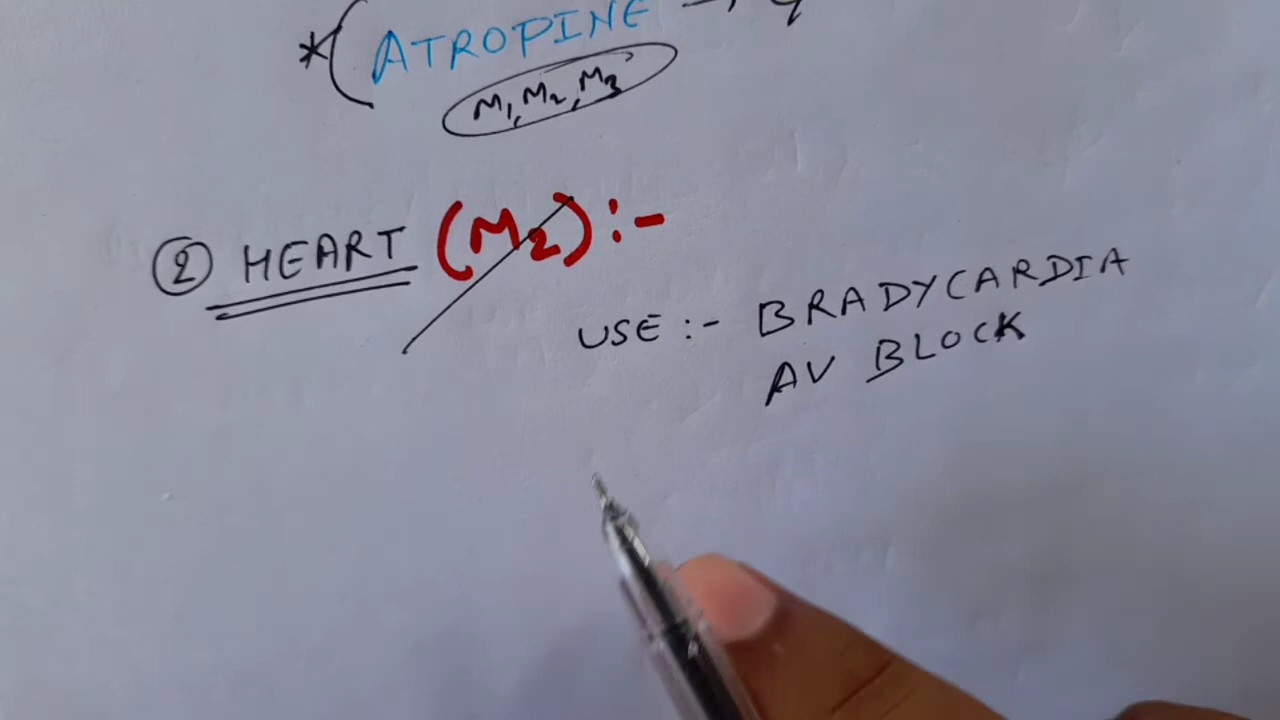 *(ATROPINE →
M1, M2, M3
② HEART (M2) :-
USE :- BRADYCARDIA
AV BLOCK